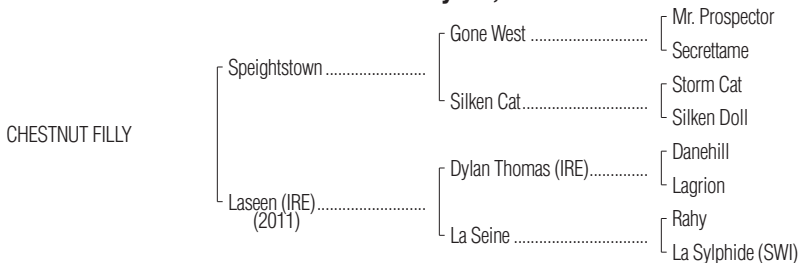 Mr. Prospector
Gone West ..............................
Secrettame
Speightstown ..........................
Storm Cat
Silken Cat................................
Silken Doll
CHESTNUT FILLY
Danehill
Dylan Thomas (IRE)..............
Lagrion
Laseen (IRE)...........................
(2011)
Rahy
La Seine ..................................
La Sylphide (SWI)